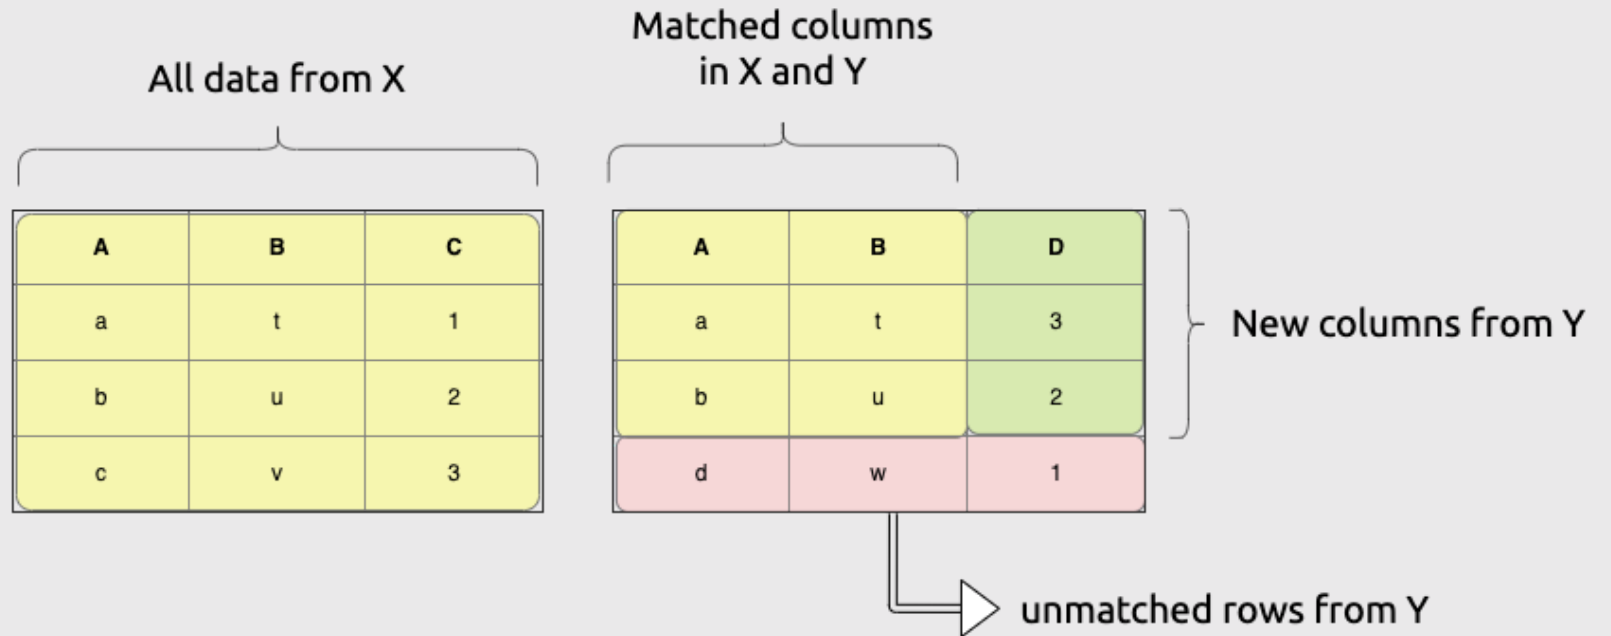 Matched columns
in X and Y
All data from X
A B C
a t 1
b u 2
c v 3
A B D
a t 3
b u 2
d w 1
New columns from Y
unmatched rows from Y